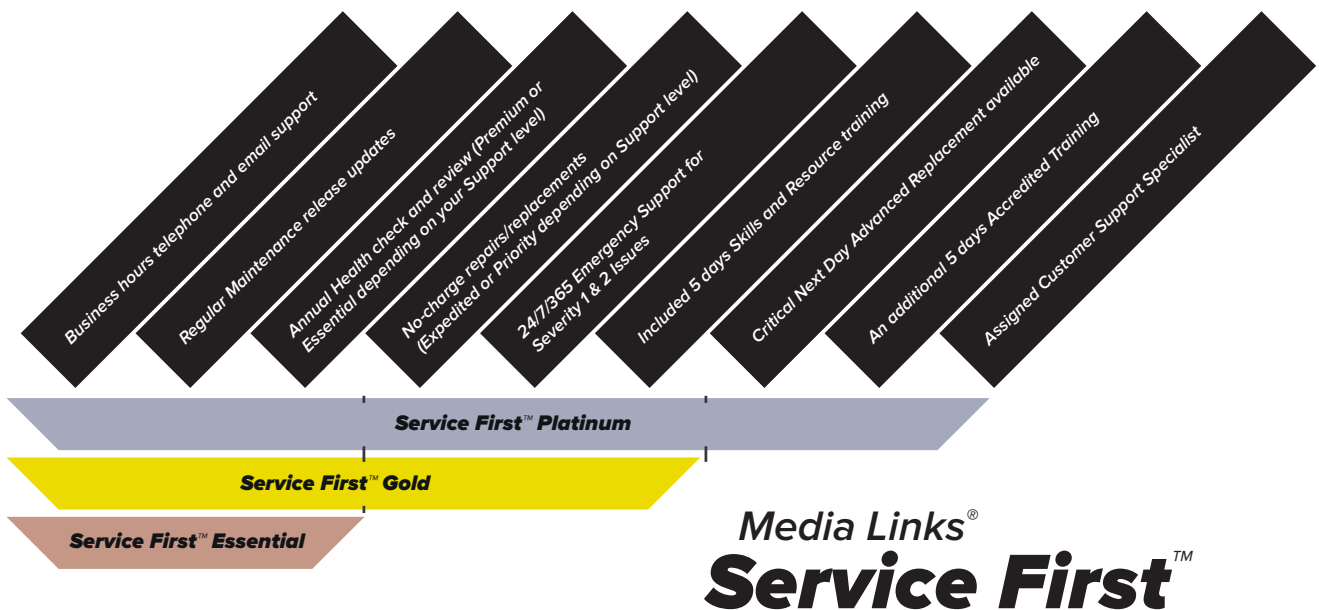 Business hours telephone and email support
Regular Maintenance release updates
Annual Health check and review (Premium or
Essential depending on your Support level)
No-charge repairs/replacements
(Expedited or Priority depending on Support level)
24/7/365 Emergency Support for
Severity 1 & 2 Issues
Included 5 days Skills and Resource training
Critical Next Day Advanced Replacement available
An additional 5 days Accredited Training
Assigned Customer Support Specialist
Service First™ Platinum
Service First™ Gold
Service First™ Essential
Media Links®
Service First™